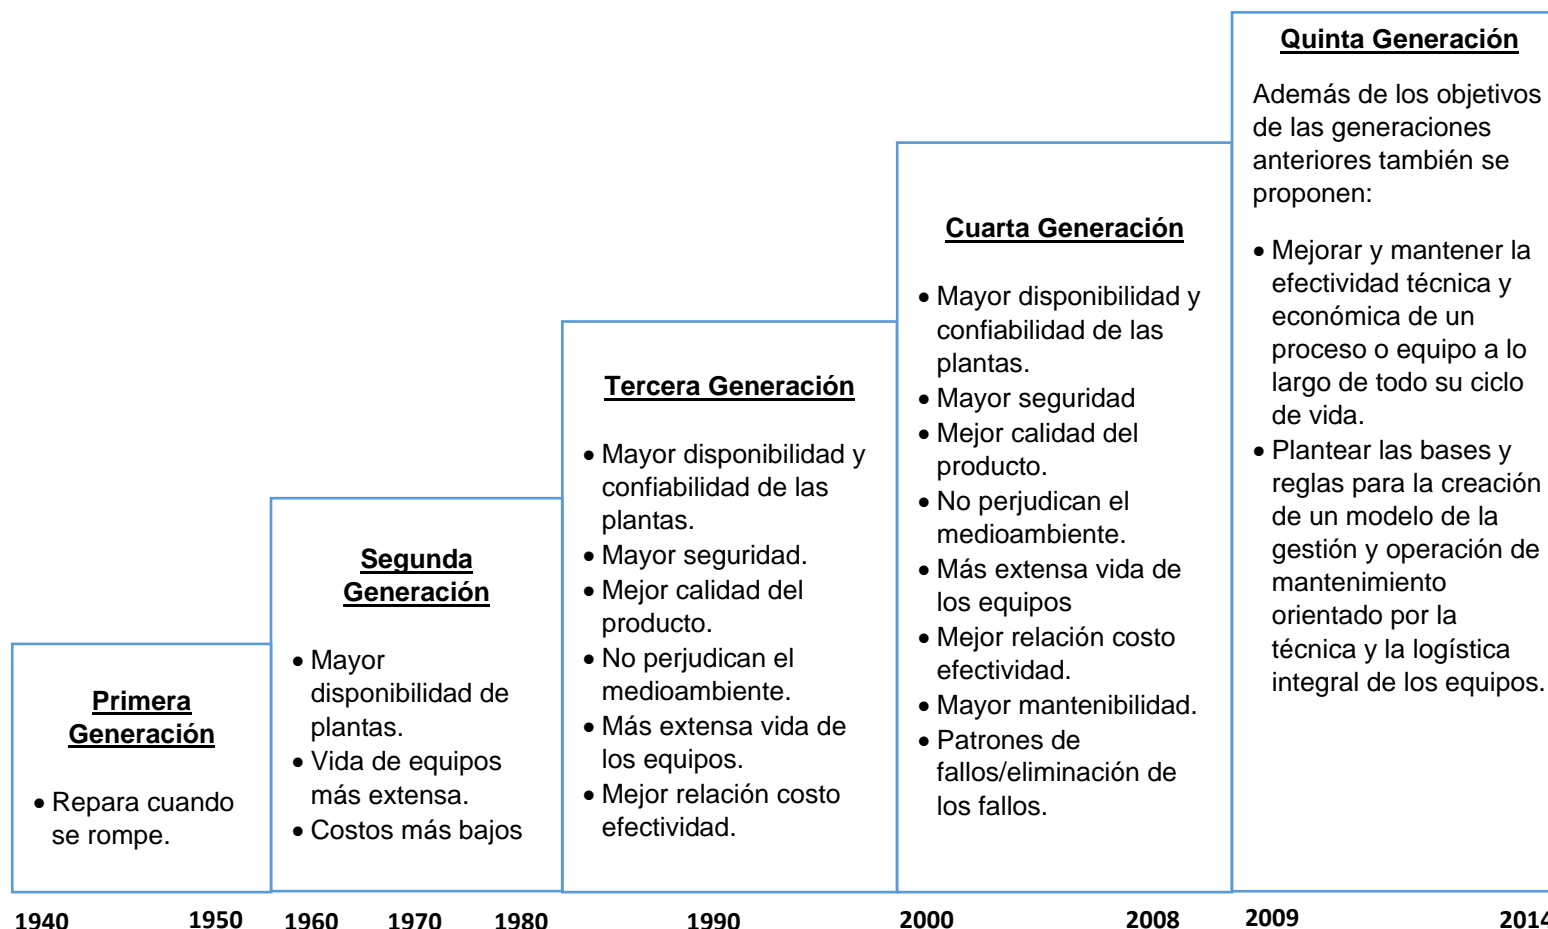 Primera
Generación
• Repara cuando
se rompe.
Segunda
Generación
• Mayor
disponibilidad de
plantas.
• Vida de equipos
más extensa.
• Costos más bajos
Tercera Generación
• Mayor disponibilidad y
confiabilidad de las
plantas.
• Mayor seguridad.
• Mejor calidad del
producto.
• No perjudican el
medioambiente.
• Más extensa vida de
los equipos.
• Mejor relación costo
efectividad.
Cuarta Generación
• Mayor disponibilidad y
confiabilidad de las
plantas.
• Mayor seguridad
• Mejor calidad del
producto.
• No perjudican el
medioambiente.
• Más extensa vida de
los equipos
• Mejor relación costo
efectividad.
• Mayor mantenibilidad.
• Patrones de
fallos/eliminación de
los fallos.
Quinta Generación
Además de los objetivos
de las generaciones
anteriores también se
proponen:
• Mejorar y mantener la
efectividad técnica y
económica de un
proceso o equipo a lo
largo de todo su ciclo
de vida.
• Plantear las bases y
reglas para la creación
de un modelo de la
gestión y operación de
mantenimiento
orientado por la
técnica y la logística
integral de los equipos.
1940 1950 1960 1970 1980 1990 2000 2008 2009 2014